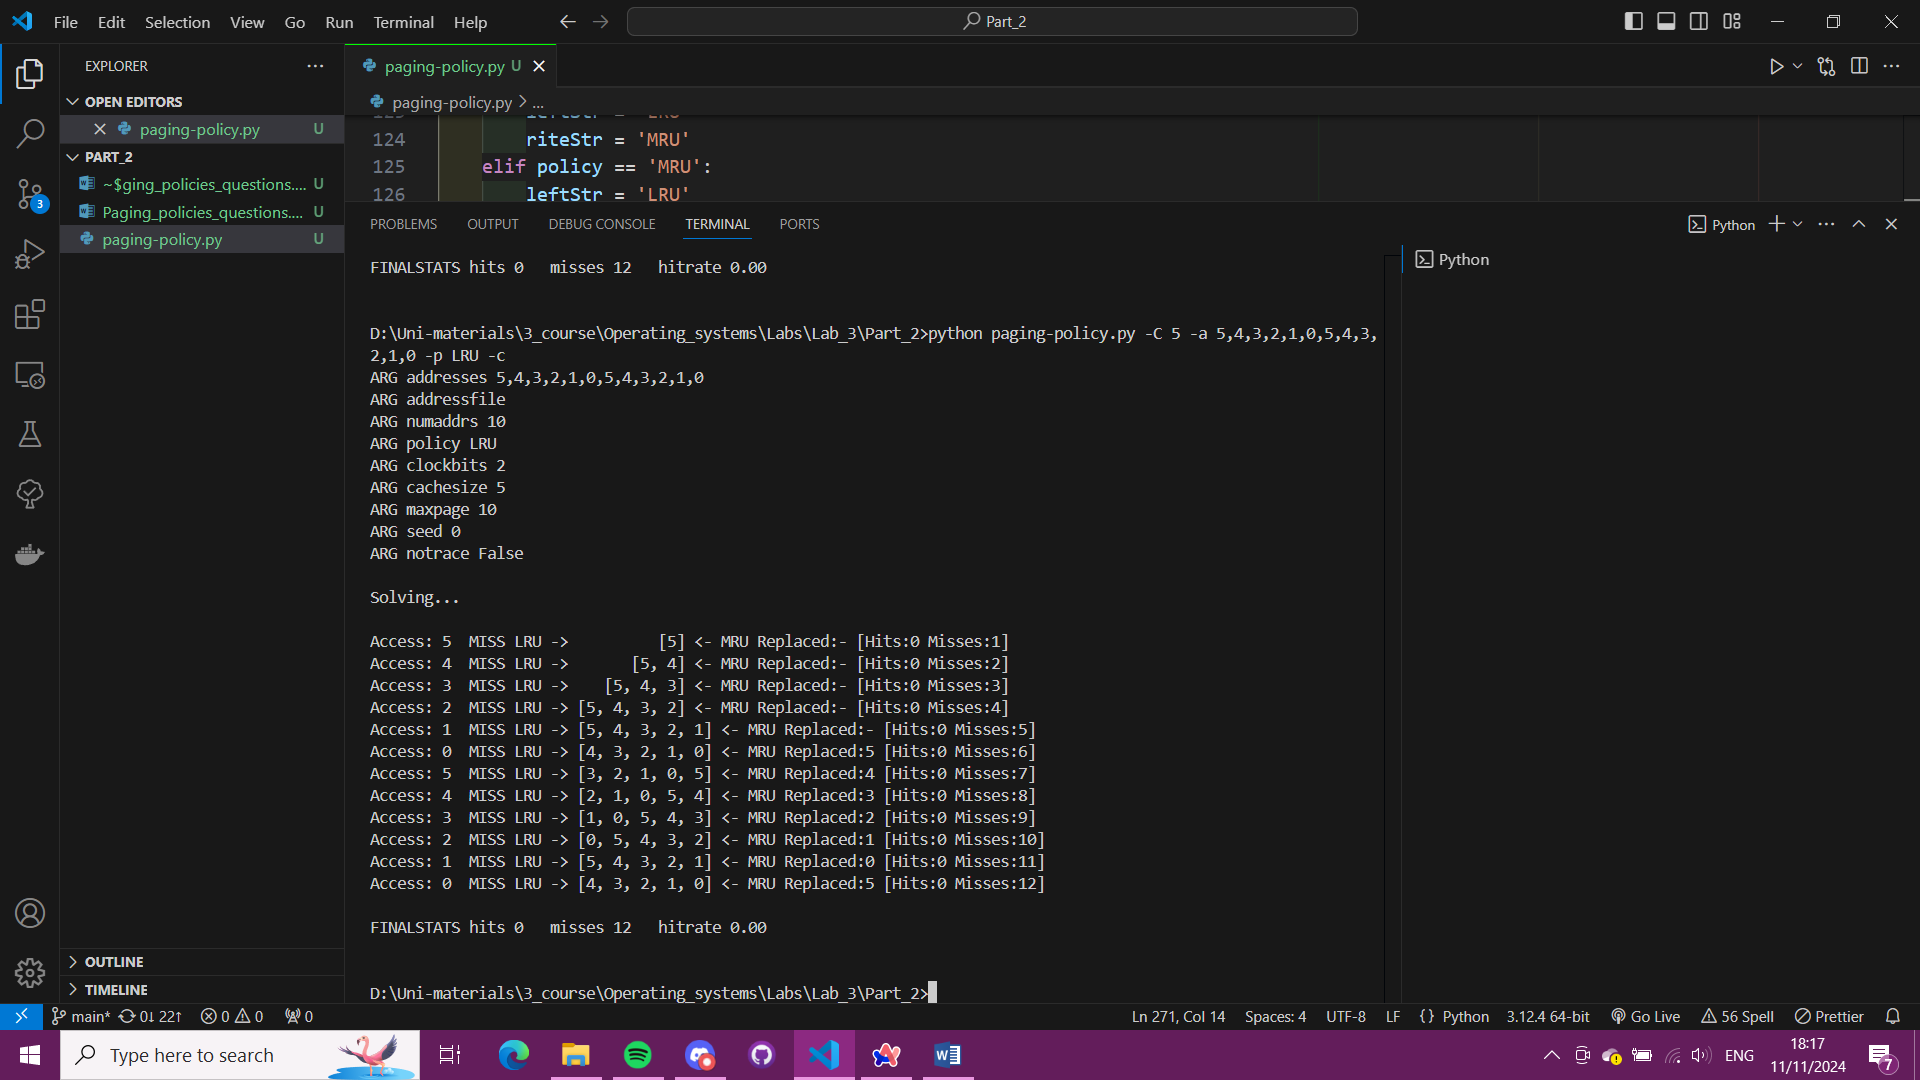 File Edit Selection View Go Run Terminal Help
Part_2
EXPLORER
OPEN EDITORS
paging-policy.py U
PART_2
~$ging_policies_questions.... U
Paging_policies_questions.... U
paging-policy.py U
OUTLINE
TIMELINE
paging-policy.py U
paging-policy.py > ...
124 riteStr = 'MRU'
125 elif policy == 'MRU':
126 leftStr = 'LRU'
PROBLEMS OUTPUT DEBUG CONSOLE TERMINAL PORTS
Python
Python
FINALSTATS hits 0 misses 12 hitrate 0.00
D:\Uni-materials\3_course\Operating_systems\Labs\Lab_3\Part_2>python paging-policy.py -C 5 -a 5,4,3,2,1,0,5,4,3,
2,1,0 -p LRU -c
ARG addresses 5,4,3,2,1,0,5,4,3,2,1,0
ARG addressfile
ARG numaddrs 10
ARG policy LRU
ARG clockbits 2
ARG cachesize 5
ARG maxpage 10
ARG seed 0
ARG notrace False
Solving...
Access: 5 MISS LRU -> [5] <- MRU Replaced:- [Hits:0 Misses:1]
Access: 4 MISS LRU -> [5, 4] <- MRU Replaced:- [Hits:0 Misses:2]
Access: 3 MISS LRU -> [5, 4, 3] <- MRU Replaced:- [Hits:0 Misses:3]
Access: 2 MISS LRU -> [5, 4, 3, 2] <- MRU Replaced:- [Hits:0 Misses:4]
Access: 1 MISS LRU -> [5, 4, 3, 2, 1] <- MRU Replaced:- [Hits:0 Misses:5]
Access: 0 MISS LRU -> [4, 3, 2, 1, 0] <- MRU Replaced:5 [Hits:0 Misses:6]
Access: 5 MISS LRU -> [3, 2, 1, 0, 5] <- MRU Replaced:4 [Hits:0 Misses:7]
Access: 4 MISS LRU -> [2, 1, 0, 5, 4] <- MRU Replaced:3 [Hits:0 Misses:8]
Access: 3 MISS LRU -> [1, 0, 5, 4, 3] <- MRU Replaced:2 [Hits:0 Misses:9]
Access: 2 MISS LRU -> [0, 5, 4, 3, 2] <- MRU Replaced:1 [Hits:0 Misses:10]
Access: 1 MISS LRU -> [5, 4, 3, 2, 1] <- MRU Replaced:0 [Hits:0 Misses:11]
Access: 0 MISS LRU -> [4, 3, 2, 1, 0] <- MRU Replaced:5 [Hits:0 Misses:12]
FINALSTATS hits 0 misses 12 hitrate 0.00
D:\Uni-materials\3_course\Operating_systems\Labs\Lab_3\Part_2>
3
main* 0↓ 22↑ 0 0 0 Ln 271, Col 14 Spaces: 4 UTF-8 LF {} Python 3.12.4 64-bit Go Live 56 Spell Prettier
Type here to search
ENG
18:17
11/11/2024
7